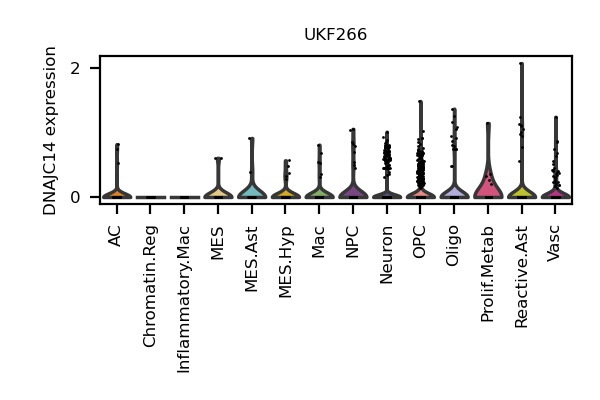 UKF266
DNAJC14 expression
2
0
AC
Chromatin.Reg
Inflammatory.Mac
MES
MES.Ast
MES.Hyp
Mac
NPC
Neuron
OPC
Oligo
Prolif.Metab
Reactive.Ast
Vasc